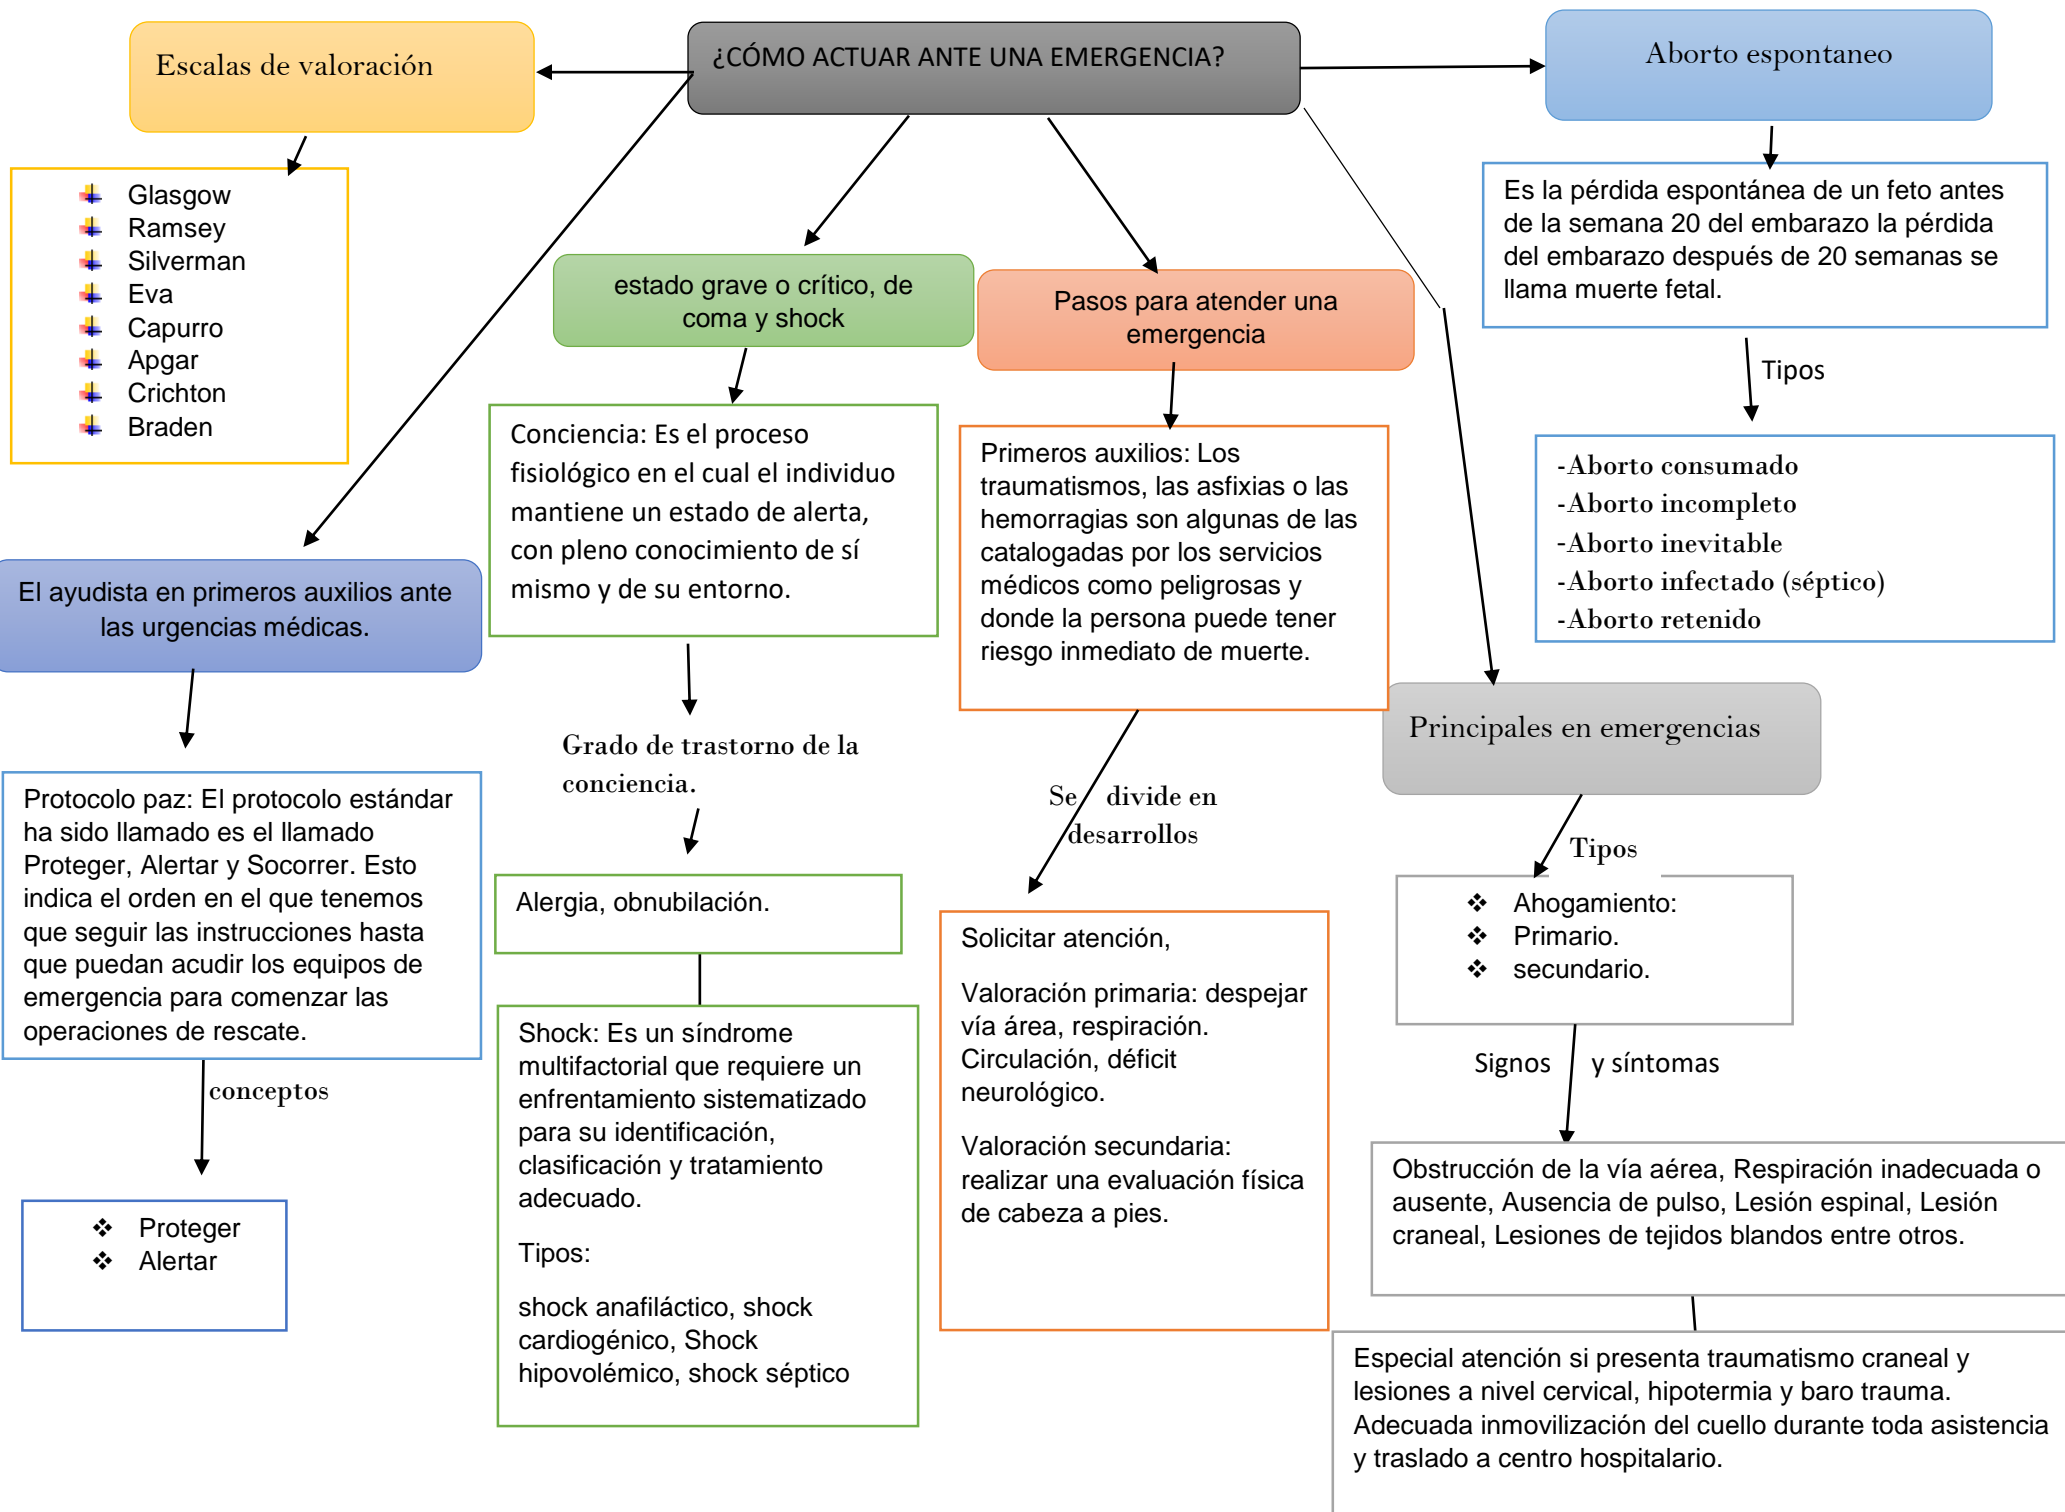 ¿CÓMO ACTUAR ANTE UNA EMERGENCIA?
Escalas de valoración
Glasgow
Ramsey
Silverman
Eva
Capurro
Apgar
Crichton
Braden
El ayudista en primeros auxilios ante
las urgencias médicas.
Protocolo paz: El protocolo estándar
ha sido llamado es el llamado
Proteger, Alertar y Socorrer. Esto
indica el orden en el que tenemos
que seguir las instrucciones hasta
que puedan acudir los equipos de
emergencia para comenzar las
operaciones de rescate.
conceptos
❖ Proteger
❖ Alertar
estado grave o crítico, de
coma y shock
Conciencia: Es el proceso
fisiológico en el cual el individuo
mantiene un estado de alerta,
con pleno conocimiento de sí
mismo y de su entorno.
Grado de trastorno de la
conciencia.
Alergia, obnubilación.
Shock: Es un síndrome
multifactorial que requiere un
enfrentamiento sistematizado
para su identificación,
clasificación y tratamiento
adecuado.
Tipos:
shock anafiláctico, shock
cardiogénico, Shock
hipovolémico, shock séptico
Pasos para atender una
emergencia
Primeros auxilios: Los
traumatismos, las asfixias o las
hemorragias son algunas de las
catalogadas por los servicios
médicos como peligrosas y
donde la persona puede tener
riesgo inmediato de muerte.
Se divide en
desarrollos
Solicitar atención,
Valoración primaria: despejar
vía área, respiración.
Circulación, déficit
neurológico.
Valoración secundaria:
realizar una evaluación física
de cabeza a pies.
Aborto espontaneo
Es la pérdida espontánea de un feto antes
de la semana 20 del embarazo la pérdida
del embarazo después de 20 semanas se
llama muerte fetal.
Tipos
-Aborto consumado
-Aborto incompleto
-Aborto inevitable
-Aborto infectado (séptico)
-Aborto retenido
Principales en emergencias
Tipos
❖ Ahogamiento:
❖ Primario.
❖ secundario.
Signos y síntomas
Obstrucción de la vía aérea, Respiración inadecuada o
ausente, Ausencia de pulso, Lesión espinal, Lesión
craneal, Lesiones de tejidos blandos entre otros.
Especial atención si presenta traumatismo craneal y
lesiones a nivel cervical, hipotermia y baro trauma.
Adecuada inmovilización del cuello durante toda asistencia
y traslado a centro hospitalario.